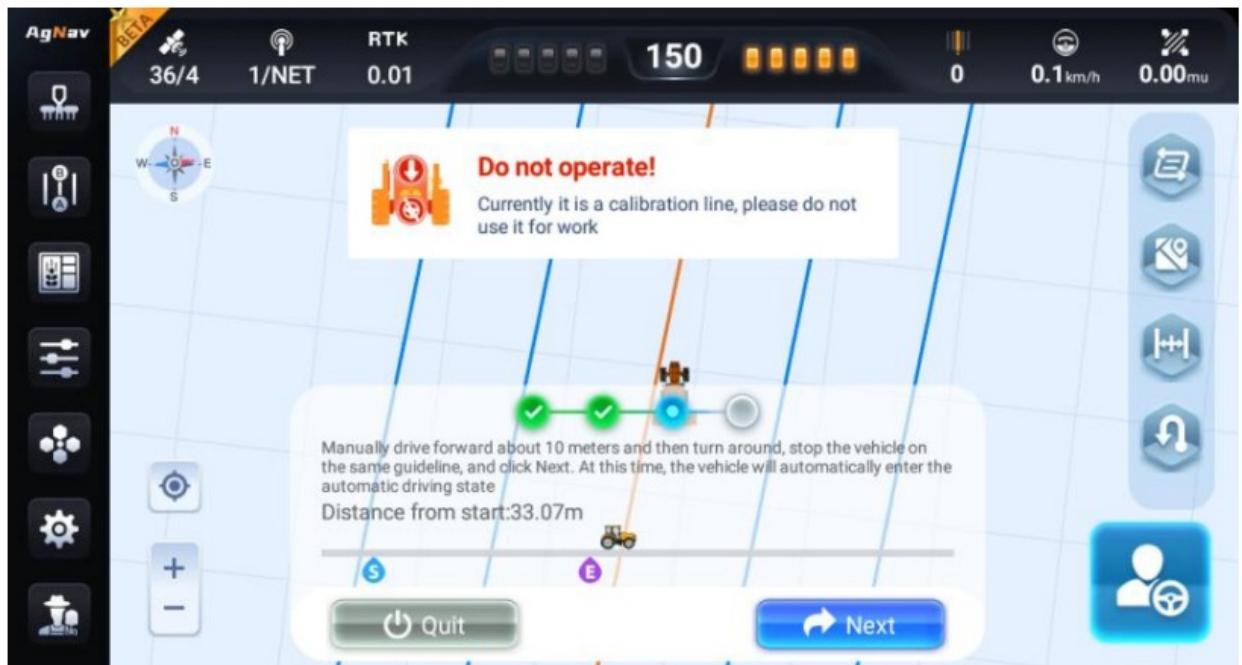 AgNav
BETA
36/4
1/NET
RTK
0.01
150
0
0.1km/h
0.00mu
N
W
E
S
Do not operate!
Currently it is a calibration line, please do not
use it for work
B
A
Manually drive forward about 10 meters and then turn around, stop the vehicle on
the same guideline, and click Next. At this time, the vehicle will automatically enter the
automatic driving state
Distance from start:33.07m
S
E
Quit
Next